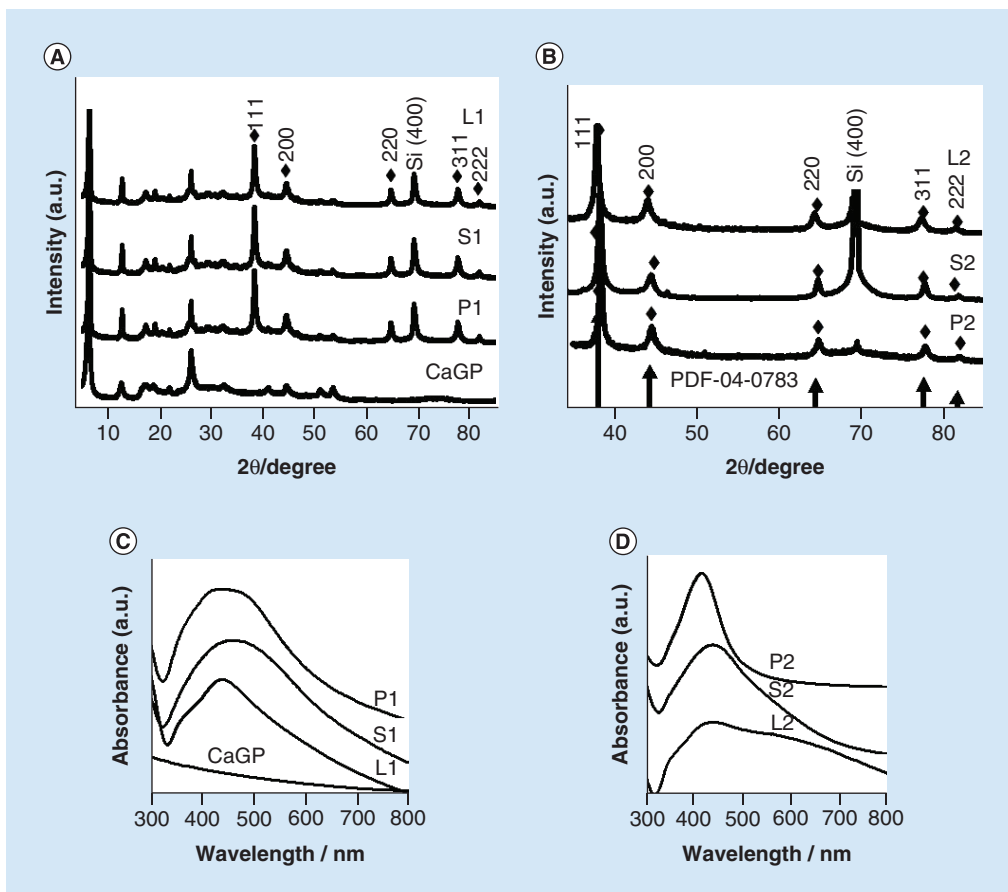 A
Intensity (a.u.)
111
200
220
Si (400)
311
222
L1
S1
P1
CaGP
10 20 30 40 50 60 70 80
2θ/degree
B
Intensity (a.u.)
111
200
220
Si (400)
311
222
L2
S2
P2
PDF-04-0783
40 50 60 70 80
2θ/degree
C
Absorbance (a.u.)
P1
S1
L1
CaGP
300 400 500 600 700 800
Wavelength / nm
D
Absorbance (a.u.)
P2
S2
L2
300 400 500 600 700 800
Wavelength / nm